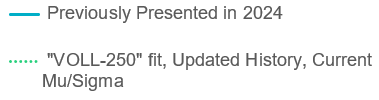 Previously Presented in 2024
"VOLL-250" fit, Updated History, Current
Mu/Sigma